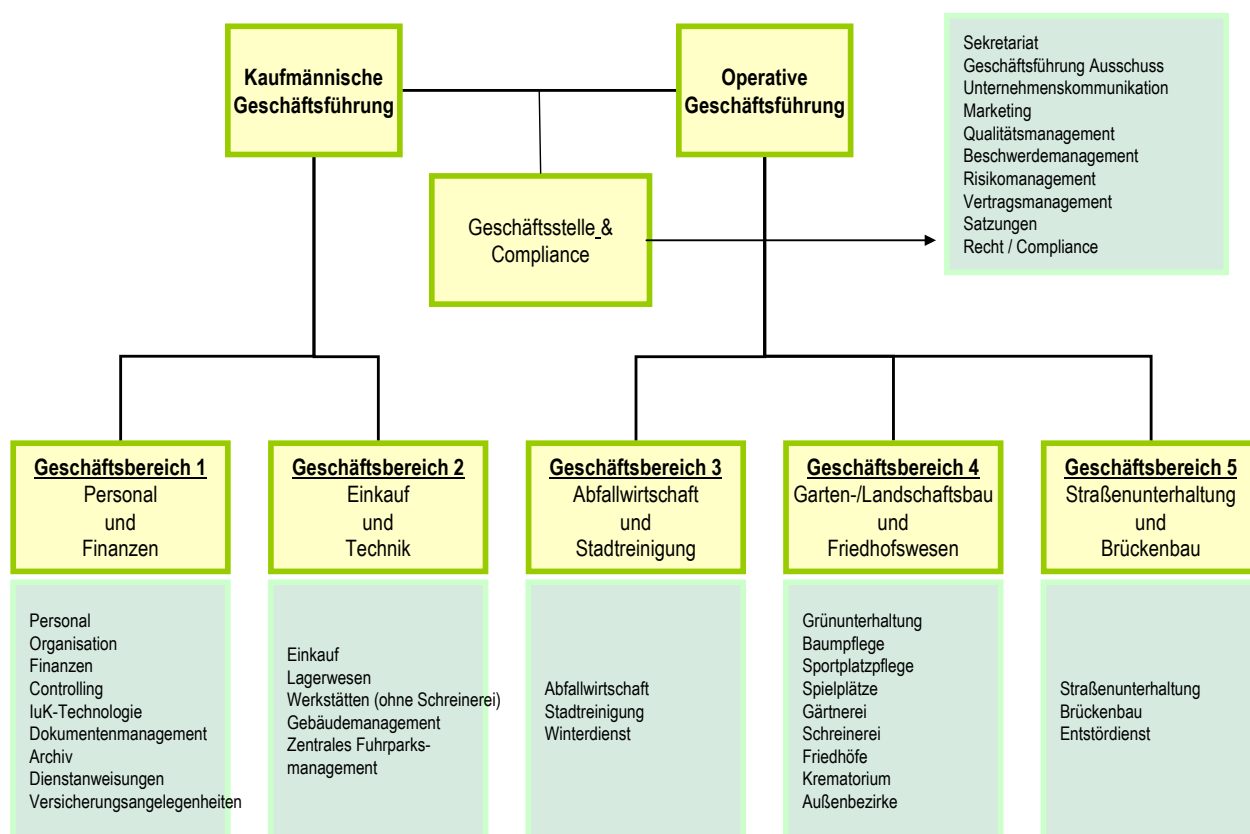 Kaufmännische
Geschäftsführung
Operative
Geschäftsführung
Sekretariat
Geschäftsführung Ausschuss
Unternehmenskommunikation
Marketing
Qualitätsmanagement
Beschwerdemanagement
Risikomanagement
Vertragsmanagement
Satzungen
Recht / Compliance
Geschäftsstelle &
Compliance
Geschäftsbereich 1
Personal
und
Finanzen
Geschäftsbereich 2
Einkauf
und
Technik
Geschäftsbereich 3
Abfallwirtschaft
und
Stadtreinigung
Geschäftsbereich 4
Garten-/Landschaftsbau
und
Friedhofswesen
Geschäftsbereich 5
Straßenunterhaltung
und
Brückenbau
Personal
Organisation
Finanzen
Controlling
IuK-Technologie
Dokumentenmanagement
Archiv
Dienstanweisungen
Versicherungsangelegenheiten
Einkauf
Lagerwesen
Werkstätten (ohne Schreinerei)
Gebäudemanagement
Zentrales Fuhrparks-
management
Abfallwirtschaft
Stadtreinigung
Winterdienst
Grünunterhaltung
Baumpflege
Sportplatzpflege
Spielplätze
Gärtnerei
Schreinerei
Friedhöfe
Krematorium
Außenbezirke
Straßenunterhaltung
Brückenbau
Entstördienst